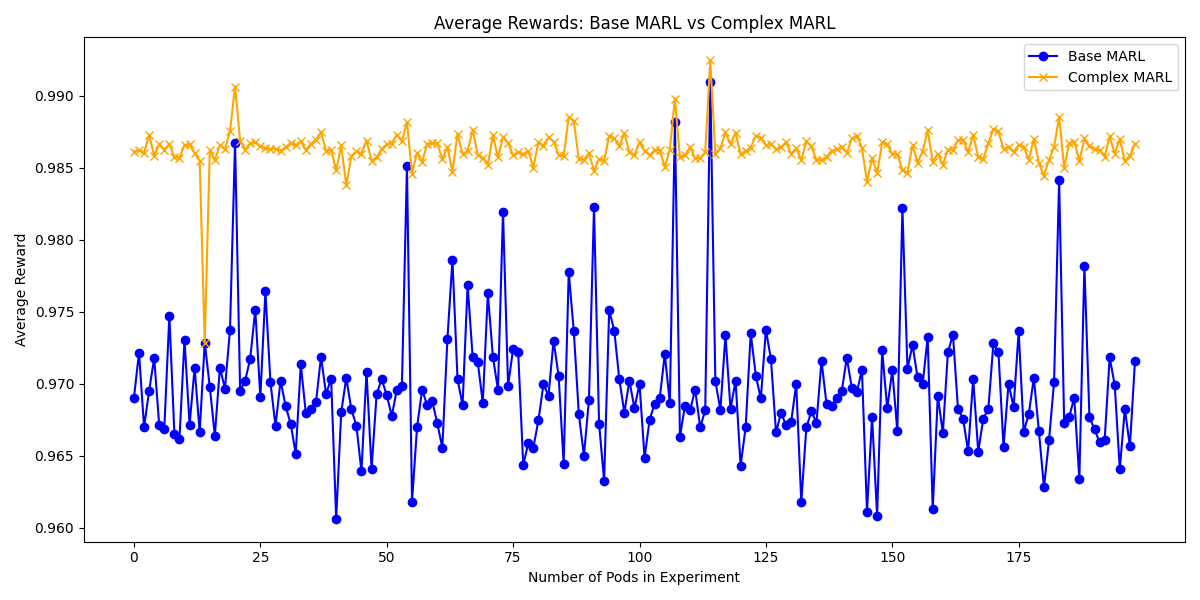 Average Rewards: Base MARL vs Complex MARL
Base MARL
Complex MARL
0.990
0.985
0.980
0.975
0.970
0.965
0.960
Average Reward
0 25 50 75 100 125 150 175
Number of Pods in Experiment